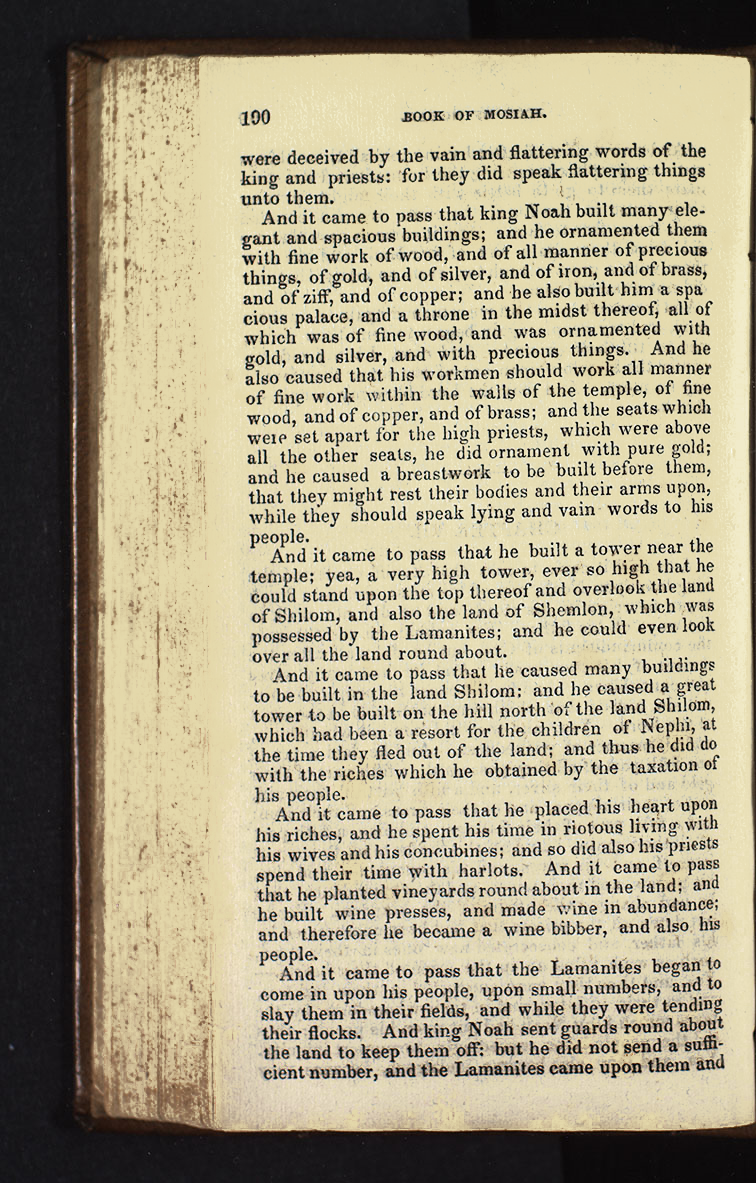 190
BOOK OF MOSIAH.
were deceived by the vain and flattering words of the
king and priests: for they did speak flattering things
unto them.
And it came to pass that king Noah built many ele-
gant and spacious buildings; and he ornamented them
with fine work of wood, and of all manner of precious
things, of gold, and of silver, and of iron, and of brass,
and of ziff, and of copper; and he also built him a spa
cious palace, and a throne in the midst thereof, all of
which was of fine wood, and was ornamented with
gold, and silver, and with precious things. And he
also caused that his workmen should work all manner
of fine work within the walls of the temple, of fine
wood, and of copper, and of brass; and the seats which
were set apart for the high priests, which were above
all the other seats, he did ornament with pure gold;
and he caused a breastwork to be built before them,
that they might rest their bodies and their arms upon,
while they should speak lying and vain words to his
people.
And it came to pass that he built a tower near the
temple; yea, a very high tower, ever so high that he
could stand upon the top thereof and overlook the land
of Shilom, and also the land of Shemlon, which was
possessed by the Lamanites; and he could even look
over all the land round about.
And it came to pass that he caused many buildings
to be built in the land Shilom: and he caused a great
tower to be built on the hill north of the land Shilom,
which had been a resort for the children of Nephi, at
the time they fled out of the land; and thus he did do
with the riches which he obtained by the taxation of
his people.
And it came to pass that he placed his heart upon
his riches, and he spent his time in riotous living with
his wives and his concubines; and so did also his priests
spend their time with harlots. And it came to pass
that he planted vineyards round about in the land; and
he built wine presses, and made wine in abundance;
and therefore he became a wine bibber, and also his
people.
And it came to pass that the Lamanites began to
come in upon his people, upon small numbers, and to
slay them in their fields, and while they were tending
their flocks. And king Noah sent guards round about
the land to keep them off: but he did not send a suffi-
cient number, and the Lamanites came upon them and